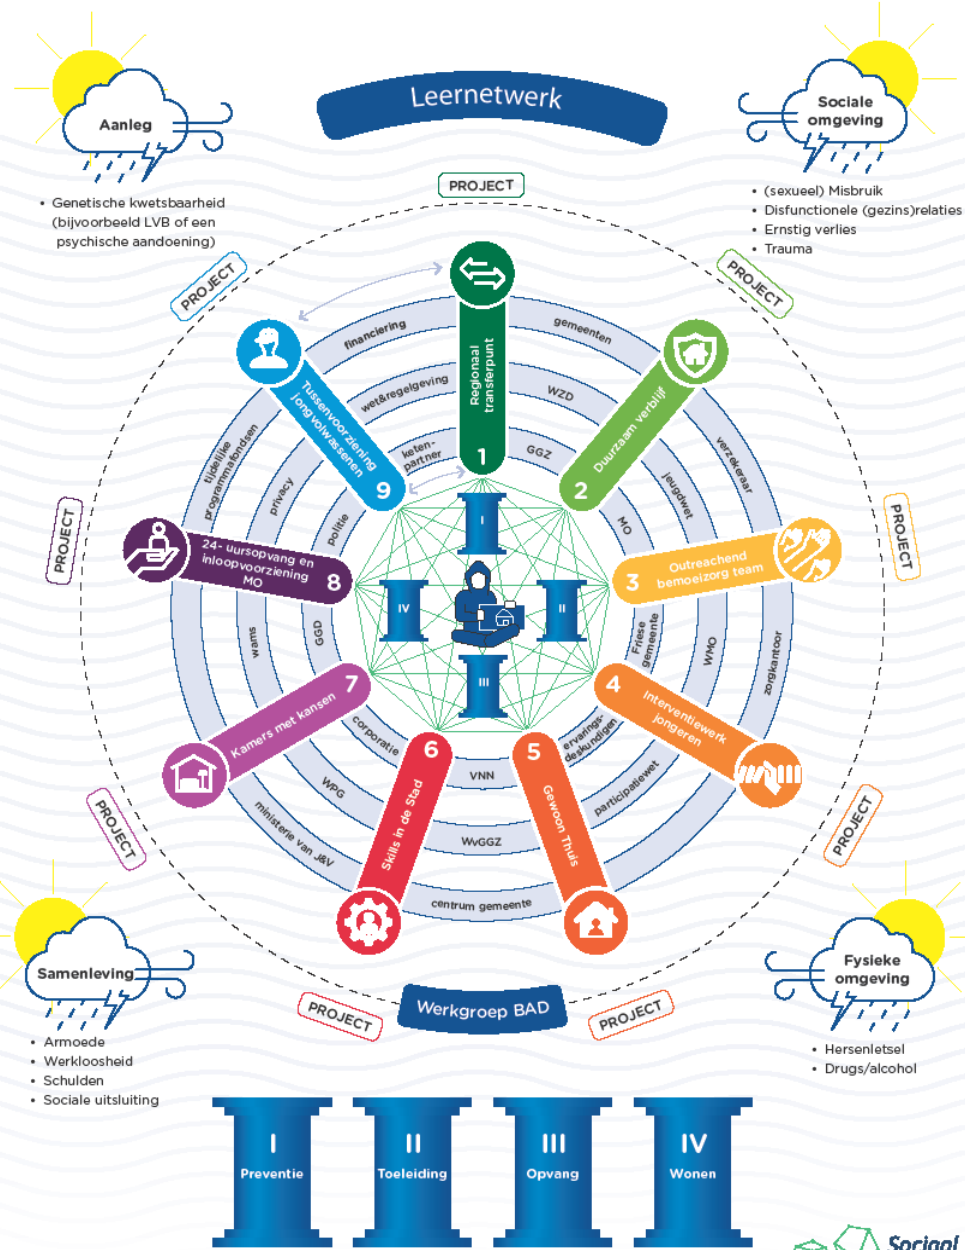 Leernetwerk
Aanleg
• Genetische kwetsbaarheid
(bijvoorbeeld LVB of een
psychische aandoening)
Sociale
omgeving
• (sexueel) Misbruik
• Disfunctionele (gezins)relaties
• Ernstig verlies
• Trauma
PROJECT
PROJECT
PROJECT
PROJECT
PROJECT
PROJECT
PROJECT
PROJECT
PROJECT
financiering
gemeenten
verzekeraar
zorgkantoor
centrum gemeente
ministerie van J&V
tijdelijke
programmafondsen
wet&regelgeving
WZD
jeugdwet
WMO
participatiewet
WvGGZ
WPG
wams
privacy
keten-
partner
GGZ
MO
Friese
gemeente
ervarings-
deskundigen
VNN
corporatie
GGD
politie
Regionaal
transferpunt
1
Duurzaam verblijf
2
3
Outreachend
bemoeizorg team
4
Interventiewerk
jongeren
5
Gewoon Thuis
6
Skills in de Stad
7
Kamers met kansen
24- uursopvang en
inloopvoorziening
MO
8
Tussenvoorziening
jongvolwassenen
9
I
II
III
IV
Werkgroep BAD
Samenleving
• Armoede
• Werkloosheid
• Schulden
• Sociale uitsluiting
Fysieke
omgeving
• Hersenletsel
• Drugs/alcohol
I
Preventie
II
Toeleiding
III
Opvang
IV
Wonen
Sociaal